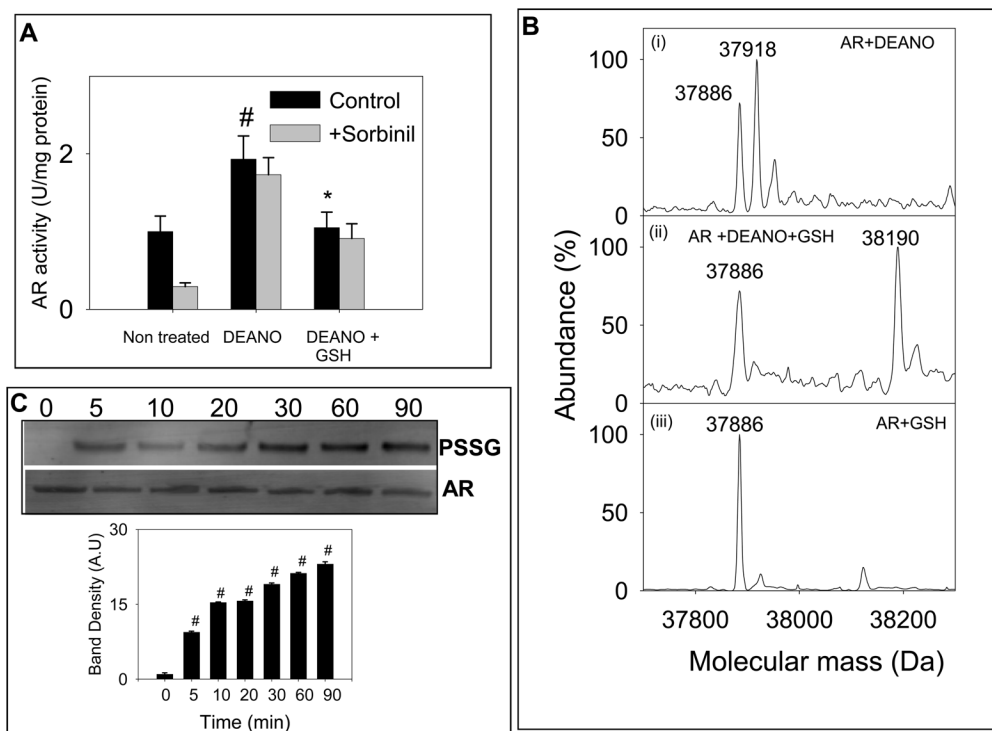 A
AR activity (U/mg protein)
2
0
#
*
Control
+Sorbinil
Non treated
DEANO
DEANO +
GSH
B
Abundance (%)
(i)
AR+DEANO
37918
37886
100
50
0
(ii)
AR +DEANO+GSH
38190
37886
100
50
0
(iii)
AR+GSH
37886
100
50
0
37800 38000 38200
Molecular mass (Da)
C
0 5 10 20 30 60 90
PSSG
AR
Band Density (A.U)
30
15
0
# # # # # #
0 5 10 20 30 60 90
Time (min)